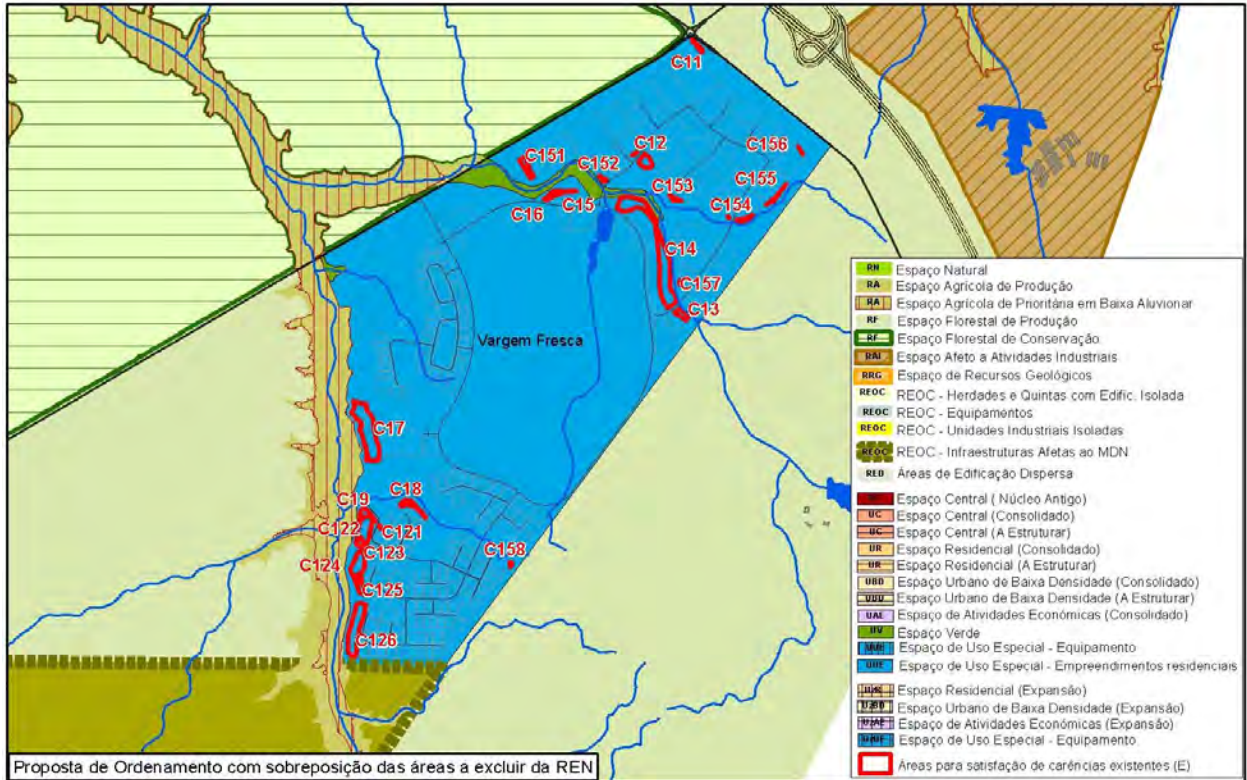 C11
C12
C151
C152
C156
C153
C155
C16
C15
C154
C14
C157
C13
Vargem Fresca
C17
C19
C18
C122
C121
C123
C124
C158
C125
C126
RN Espaço Natural
RA Espaço Agrícola de Produção
RA Espaço Agrícola de Prioritária em Baixa Aluvionar
RF Espaço Florestal de Produção
RF Espaço Florestal de Conservação
RAI Espaço Afeto a Atividades Industriais
RRG Espaço de Recursos Geológicos
REOC REOC - Herdades e Quintas com Edific. Isolada
REOC REOC - Equipamentos
REOC REOC - Unidades Industriais Isoladas
REOC REOC - Infraestruturas Afetas ao MDN
RED Áreas de Edificação Dispersa
Espaço Central ( Núcleo Antigo)
UC Espaço Central (Consolidado)
UC Espaço Central (A Estruturar)
UR Espaço Residencial (Consolidado)
UR Espaço Residencial (A Estruturar)
UBD Espaço Urbano de Baixa Densidade (Consolidado)
UBD Espaço Urbano de Baixa Densidade (A Estruturar)
UAE Espaço de Atividades Económicas (Consolidado)
UV Espaço Verde
UUE Espaço de Uso Especial - Equipamento
UUE Espaço de Uso Especial - Empreendimentos residenciais
Espaço Residencial (Expansão)
Espaço Urbano de Baixa Densidade (Expansão)
Espaço de Atividades Económicas (Expansão)
Espaço de Uso Especial - Equipamento
Áreas para satisfação de carências existentes (E)
Proposta de Ordenamento com sobreposição das áreas a excluir da REN